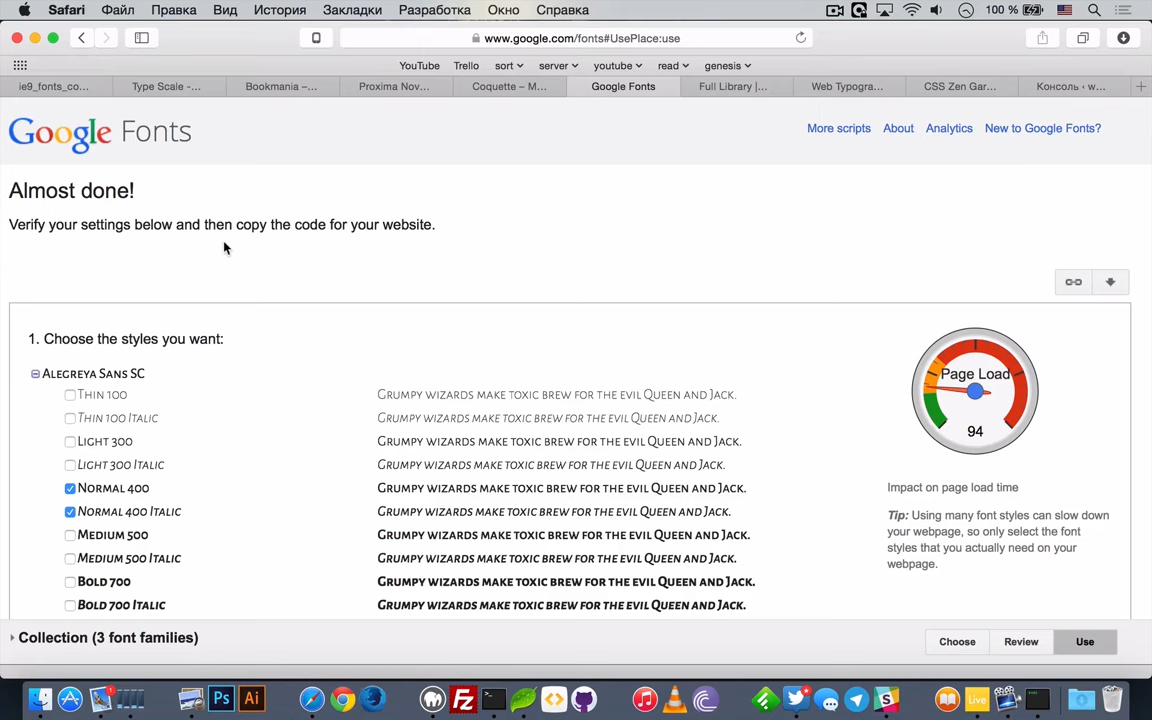 Safari Файл Правка Вид История Закладки Разработка Окно Справка 100 %
www.google.com/fonts#UsePlace:use
YouTube Trello sort server youtube read genesis
ie9_fonts_co... Type Scale -... Bookmania –... Proxima Nov... Coquette – M... Google Fonts Full Library |... Web Typogra... CSS Zen Gar... Консоль ‹ w...
Google Fonts
More scripts About Analytics New to Google Fonts?
Almost done!
Verify your settings below and then copy the code for your website.
1. Choose the styles you want:
Alegreya Sans SC
Thin 100 Grumpy wizards make toxic brew for the evil Queen and Jack.
Thin 100 Italic Grumpy wizards make toxic brew for the evil Queen and Jack.
Light 300 Grumpy wizards make toxic brew for the evil Queen and Jack.
Light 300 Italic Grumpy wizards make toxic brew for the evil Queen and Jack.
Normal 400 Grumpy wizards make toxic brew for the evil Queen and Jack.
Normal 400 Italic Grumpy wizards make toxic brew for the evil Queen and Jack.
Medium 500 Grumpy wizards make toxic brew for the evil Queen and Jack.
Medium 500 Italic Grumpy wizards make toxic brew for the evil Queen and Jack.
Bold 700 Grumpy wizards make toxic brew for the evil Queen and Jack.
Bold 700 Italic Grumpy wizards make toxic brew for the evil Queen and Jack.
Page Load
94
Impact on page load time
Tip: Using many font styles can slow down
your webpage, so only select the font
styles that you actually need on your
webpage.
Collection (3 font families)
Choose Review Use
Ps Ai Fz Live